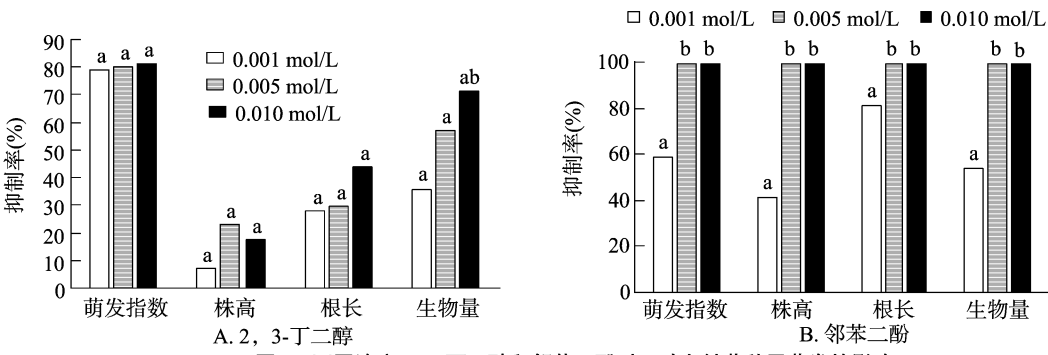 90
80
70
60
50
40
30
20
10
0
抑制率(%)
0.001 mol/L
0.005 mol/L
0.010 mol/L
a a a
a a a
a a a
a a ab
萌发指数 株高 根长 生物量
A. 2，3-丁二醇
0.001 mol/L 0.005 mol/L 0.010 mol/L
100
80
60
40
20
0
抑制率(%)
a b b
a b b
a b b
a b b
萌发指数 株高 根长 生物量
B. 邻苯二酚